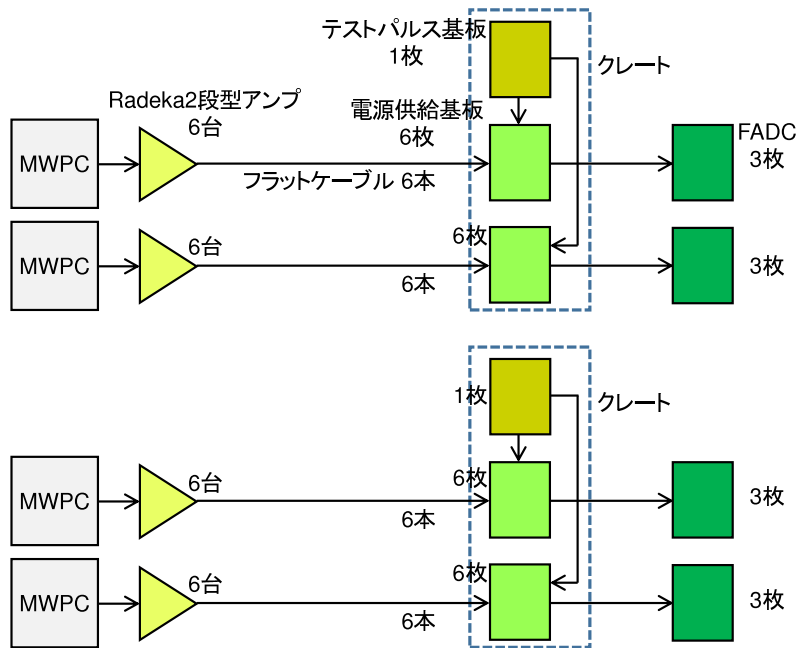 テストパルス基板
1枚
クレート
Radeka2段型アンプ
6台
電源供給基板
6枚
FADC
3枚
MWPC
フラットケーブル 6本
6台
6枚
MWPC
6本
3枚
1枚
クレート
6台
6枚
3枚
MWPC
6本
6台
6枚
MWPC
6本
3枚